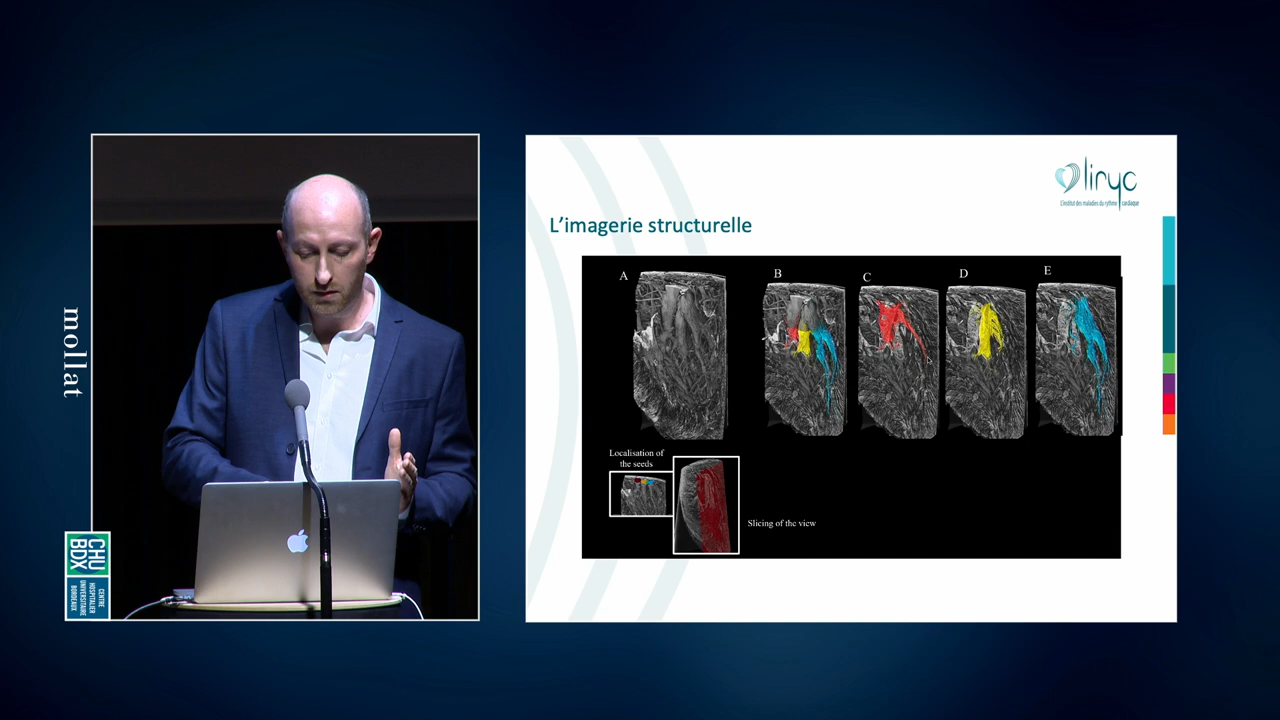 mollat
CHU
BDX
CENTRE
HOSPITALIER
UNIVERSITAIRE
BORDEAUX
liryc
L'institut des maladies du rythme cardiaque
L'imagerie structurelle
A
B
C
D
E
Localisation of
the seeds
Slicing of the view